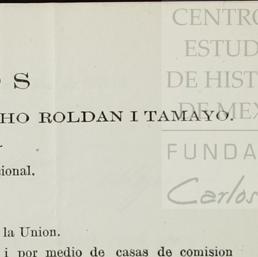 O S
HO ROLDAN I TAMAYO.
cional.
la Union.
i por medio de casas de comision
CENTRO
ESTUD
DE HIST
DE MEX
FUNDA
Carlos